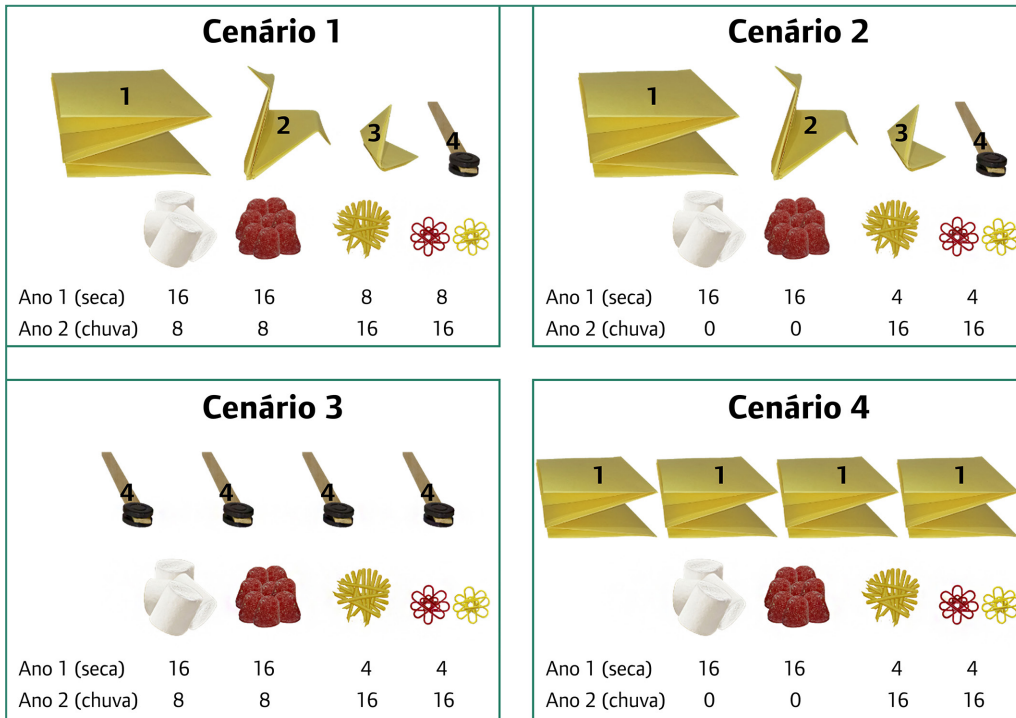 Cenário 1
1 2 3 4
Ano 1 (seca) 16 16 8 8
Ano 2 (chuva) 8 8 16 16
Cenário 2
1 2 3 4
Ano 1 (seca) 16 16 4 4
Ano 2 (chuva) 0 0 16 16
Cenário 3
4 4 4 4
Ano 1 (seca) 16 16 4 4
Ano 2 (chuva) 8 8 16 16
Cenário 4
1 1 1 1
Ano 1 (seca) 16 16 4 4
Ano 2 (chuva) 0 0 16 16